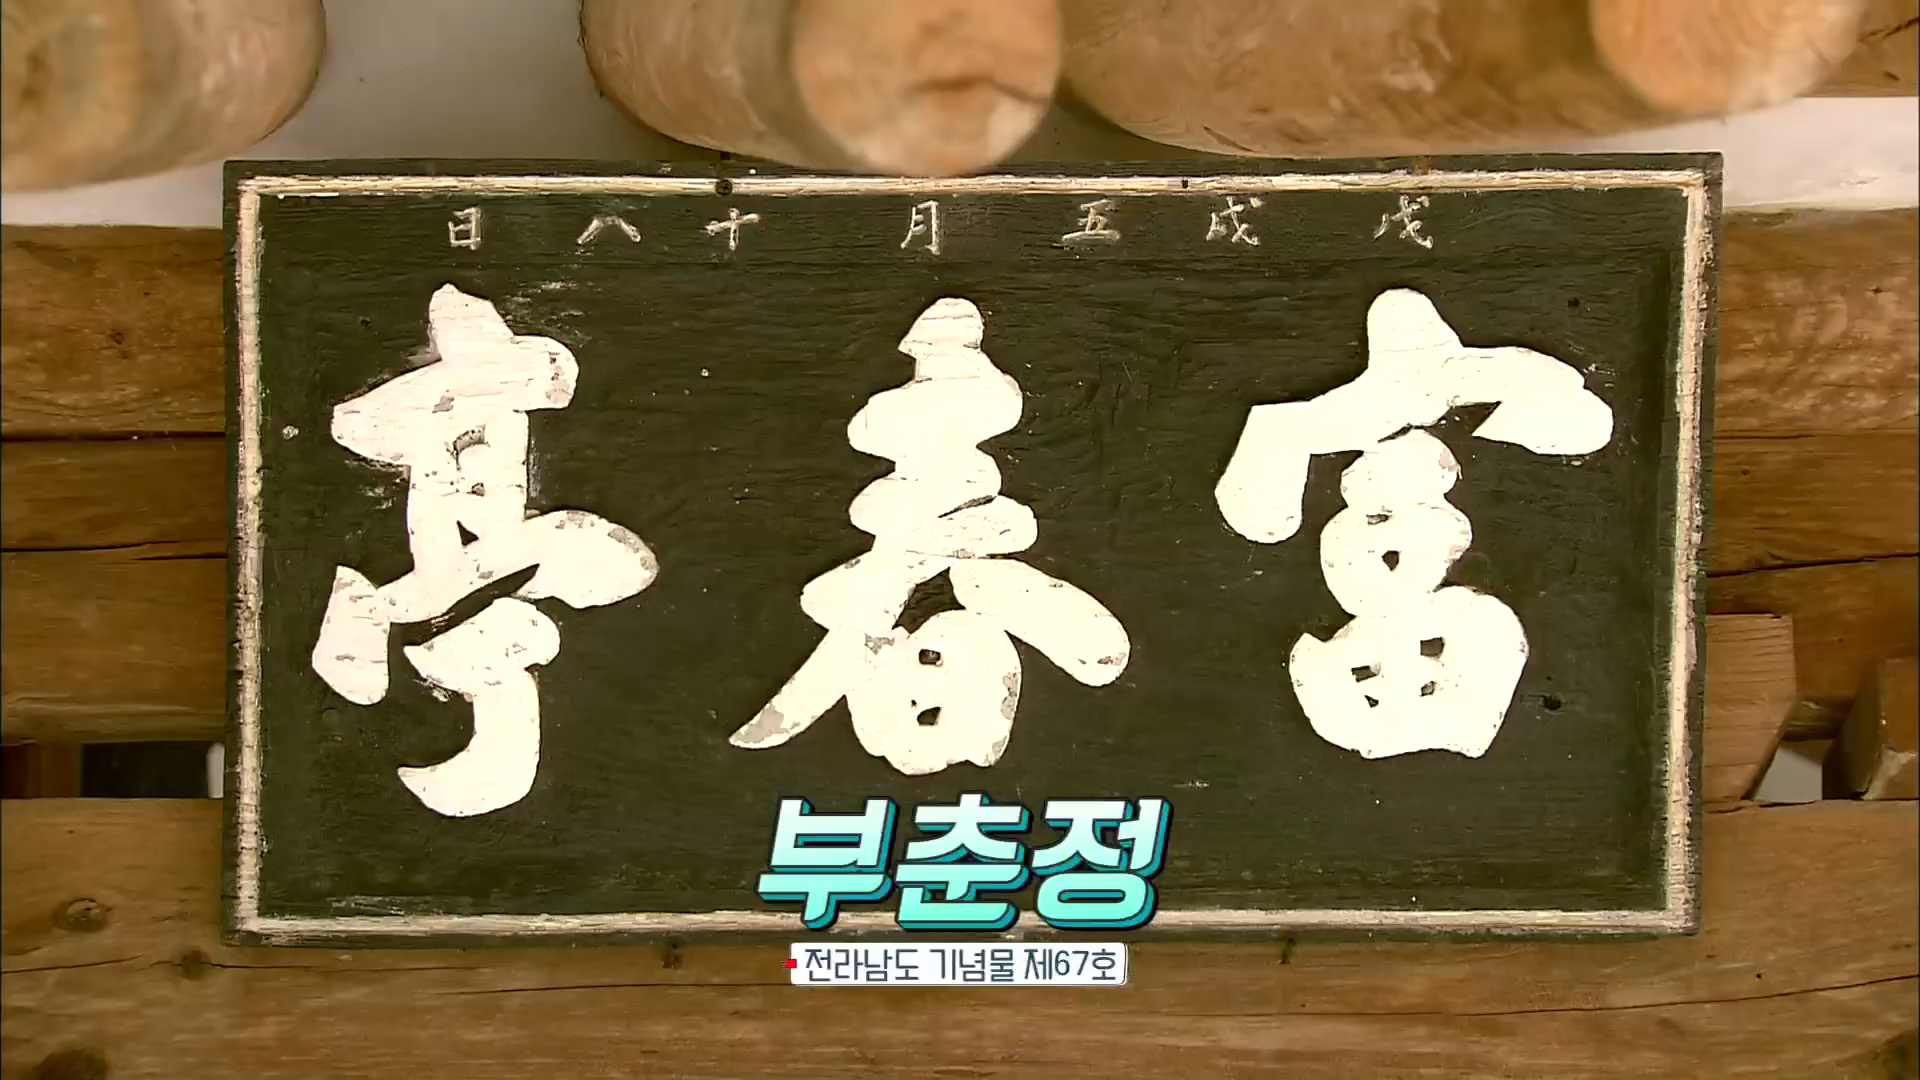 戊戌五月十八日
富春亭
부춘정
전라남도 기념물 제67호